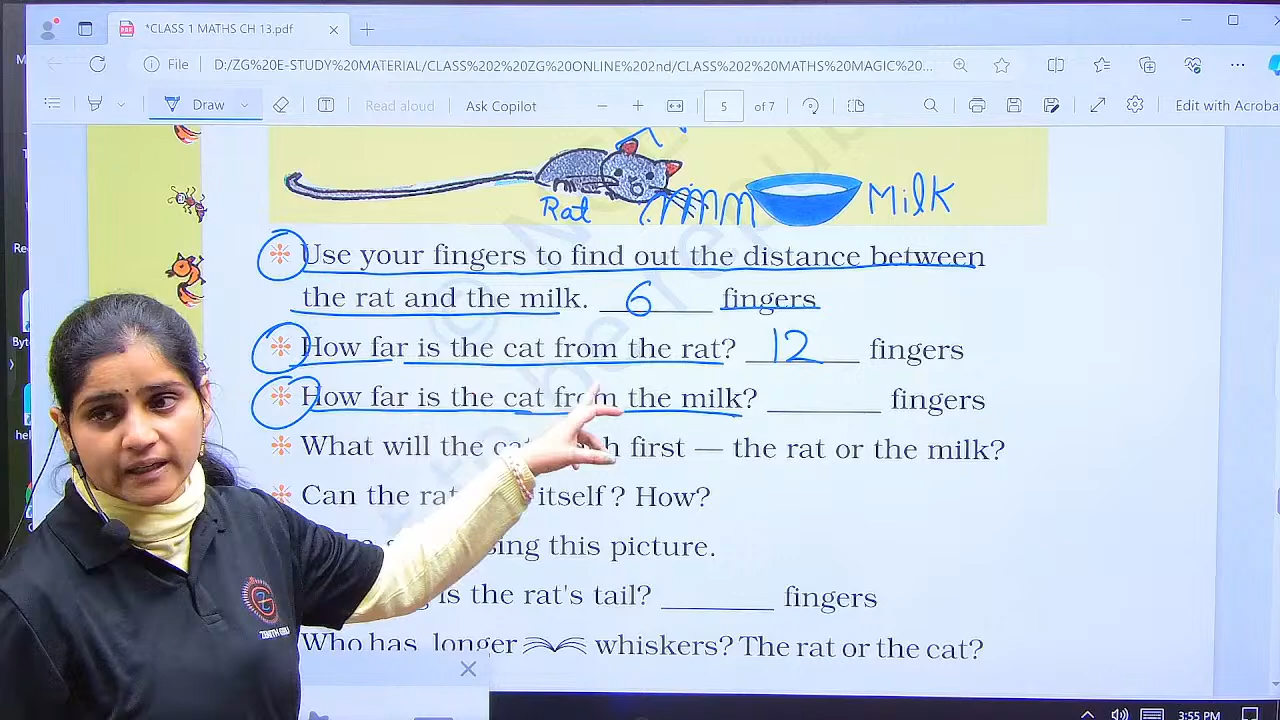 *CLASS 1 MATHS CH 13.pdf
File D:/ZG%20E-STUDY%20MATERIAL/CLASS%202%20ZG%20ONLINE%202nd/CLASS%202%20MATHS%20MAGIC%20...
Draw Read aloud Ask Copilot 5 of 7 Edit with Acroba
Rat Milk
Use your fingers to find out the distance between
the rat and the milk. 6 fingers
How far is the cat from the rat? 12 fingers
How far is the cat from the milk? ______ fingers
What will the cat first — the rat or the milk?
Can the rat itself? How?
this picture.
is the rat's tail? ______ fingers
Who has longer whiskers? The rat or the cat?
ZENITH
3:55 PM